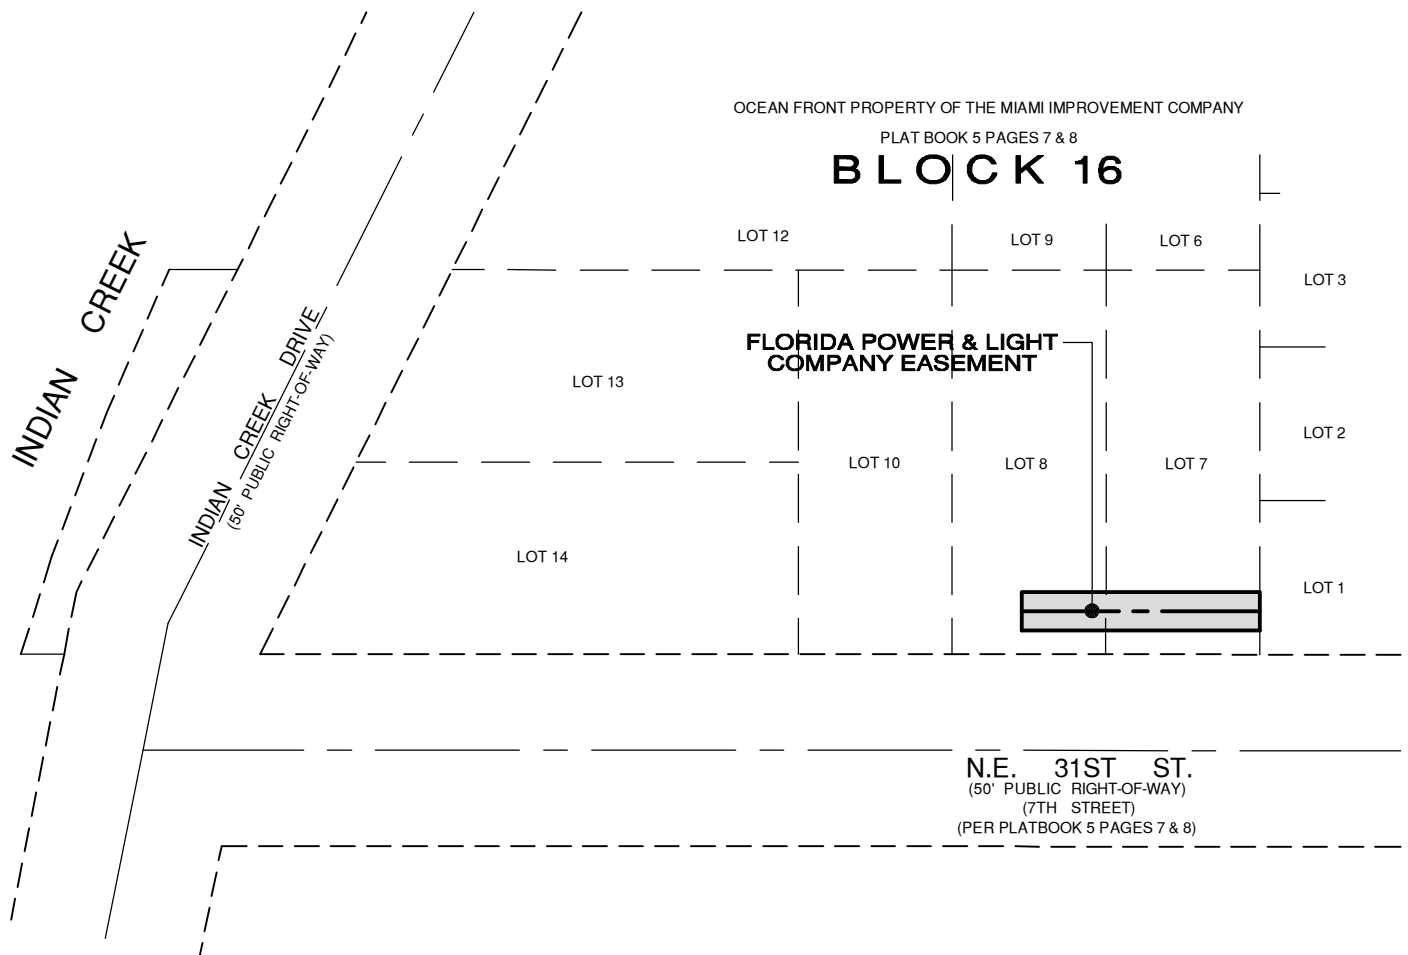 OCEAN FRONT PROPERTY OF THE MIAMI IMPROVEMENT COMPANY
PLAT BOOK 5 PAGES 7 & 8
BLOCK 16
LOT 12
LOT 9
LOT 6
LOT 3
INDIAN CREEK
INDIAN CREEK DRIVE
(50' PUBLIC RIGHT-OF-WAY)
FLORIDA POWER & LIGHT
COMPANY EASEMENT
LOT 13
LOT 2
LOT 10
LOT 8
LOT 7
LOT 14
LOT 1
N.E. 31ST ST.
(50' PUBLIC RIGHT-OF-WAY)
(7TH STREET)
(PER PLATBOOK 5 PAGES 7 & 8)